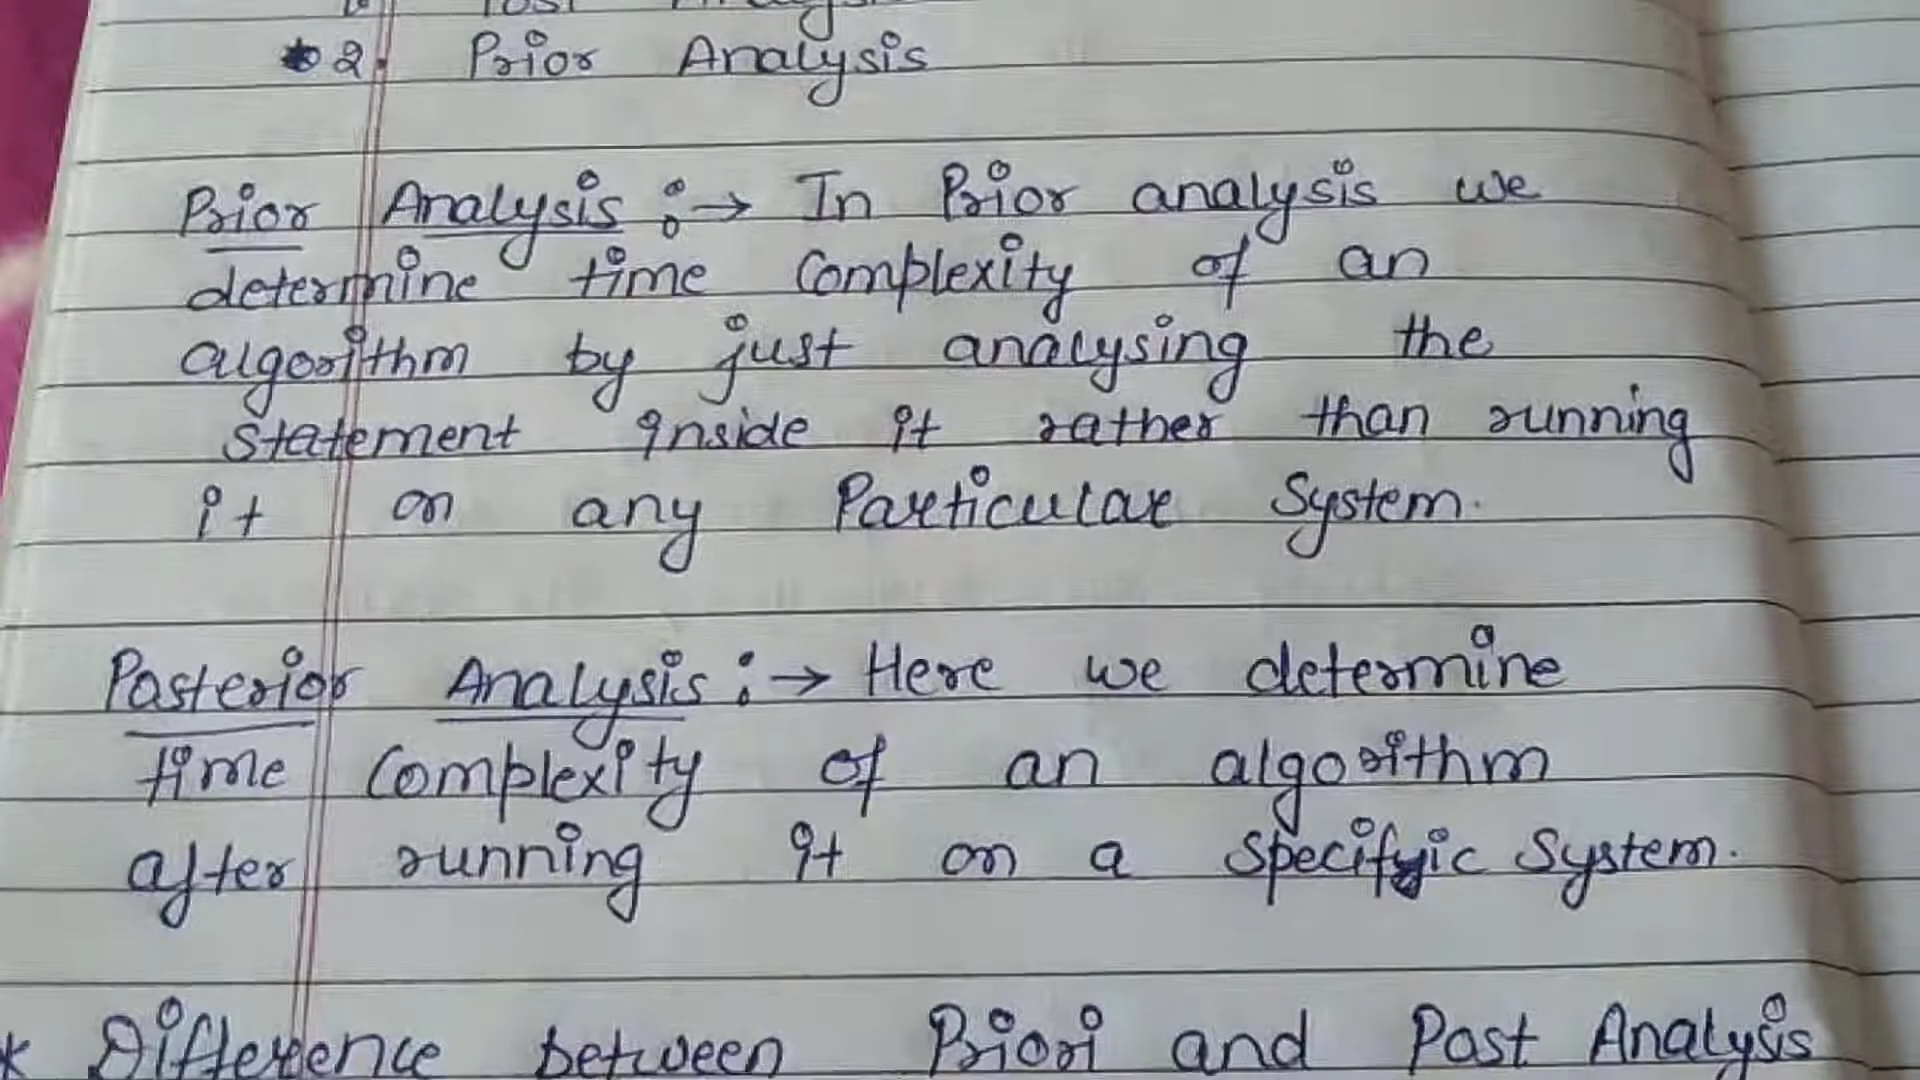 2. Prior Analysis
Prior Analysis :→ In Prior analysis we
determine time Complexity of an
algorithm by just analysing the
statement inside it rather than running
it on any Particular System.
Posterior Analysis :→ Here we determine
time Complexity of an algorithm
after running it on a specific System.
* Difference between Priori and Post Analysis